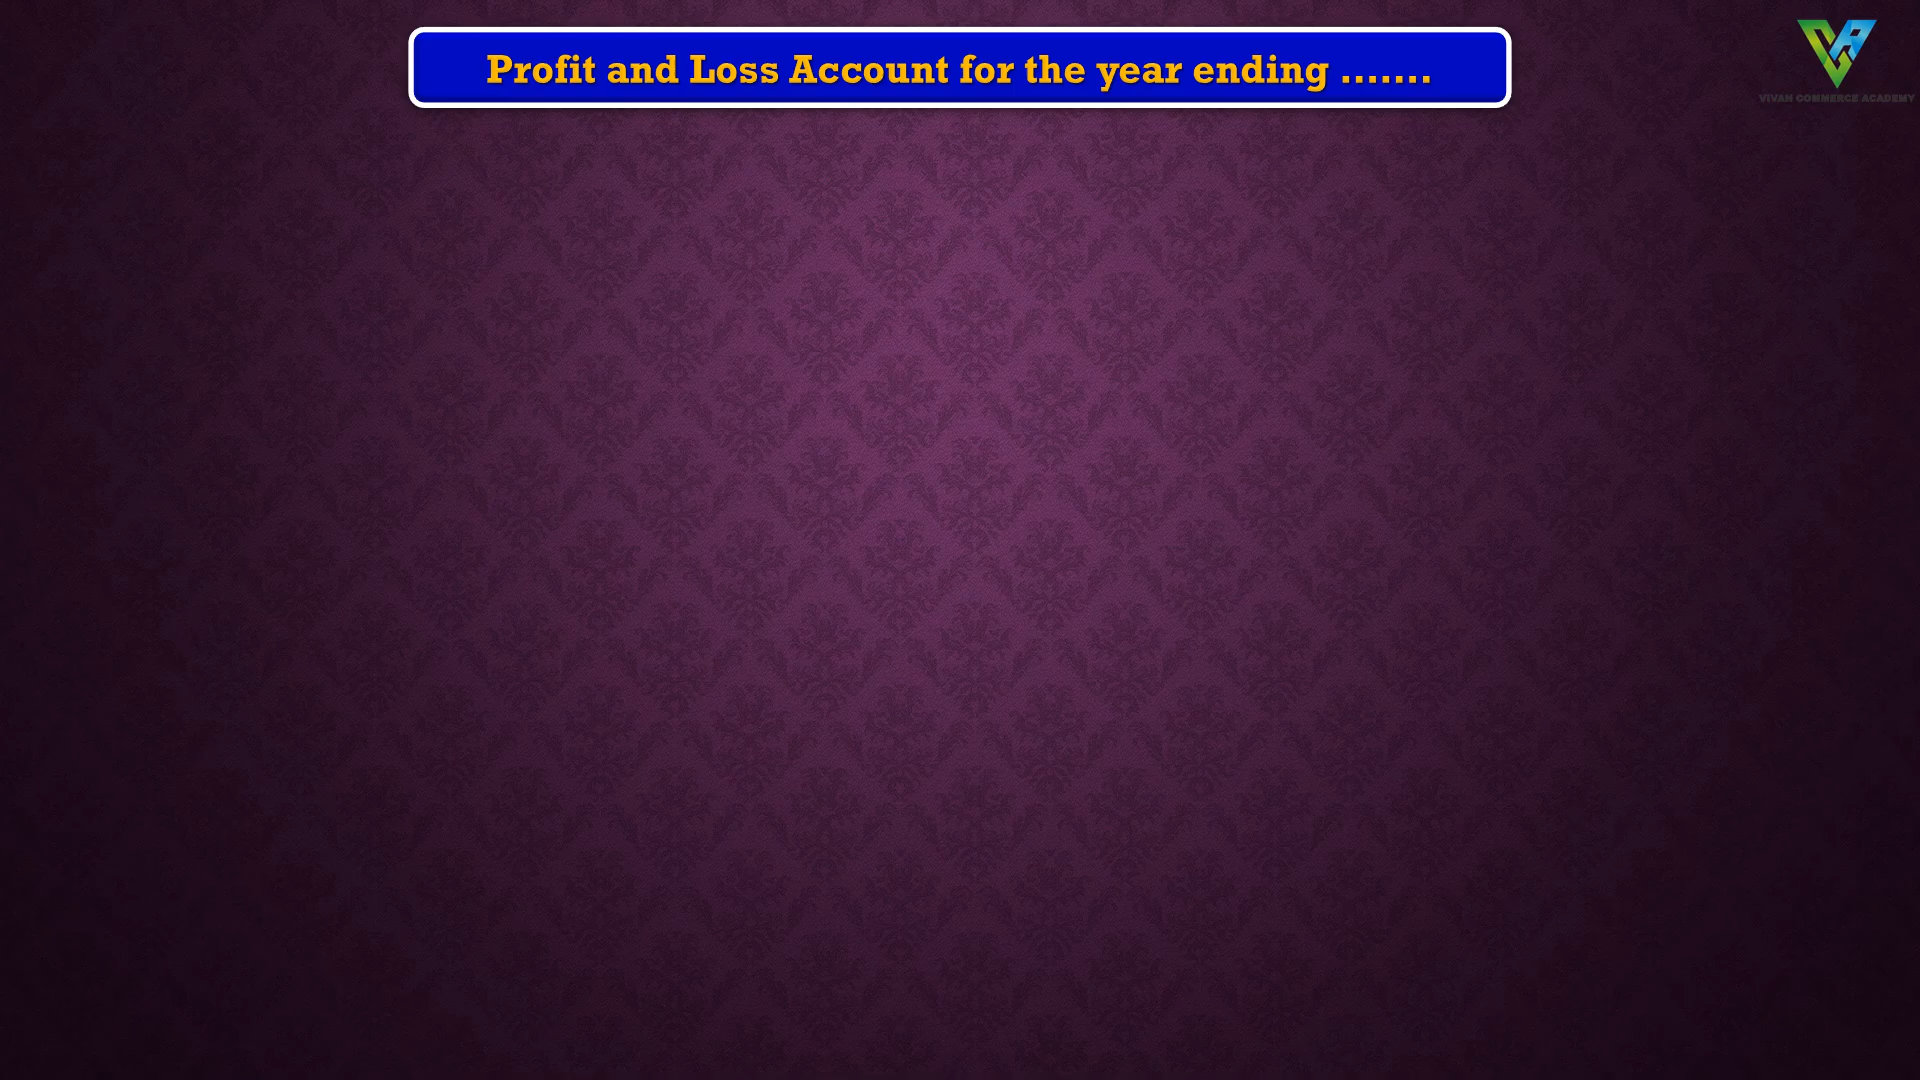 Profit and Loss Account for the year ending .......
VIVAN COMMERCE ACADEMY